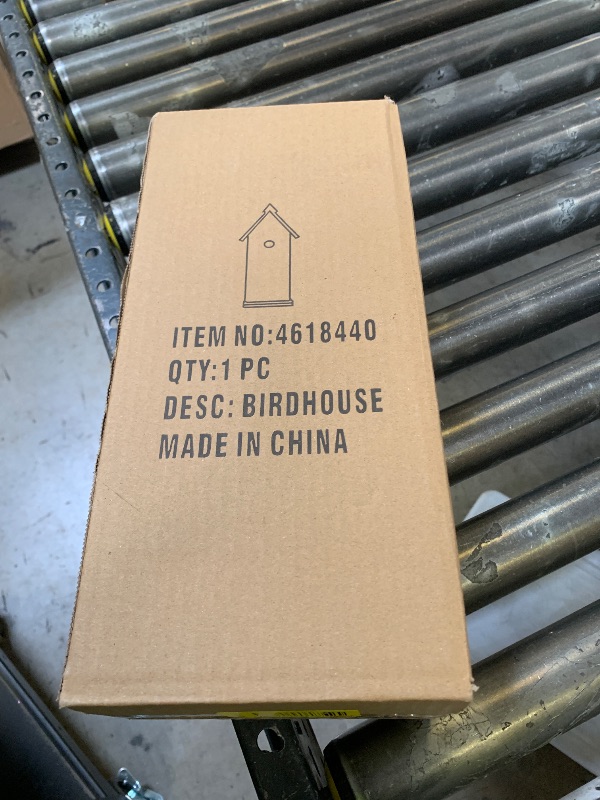 ITEM NO:4618440
QTY:1 PC
DESC: BIRDHOUSE
MADE IN CHINA